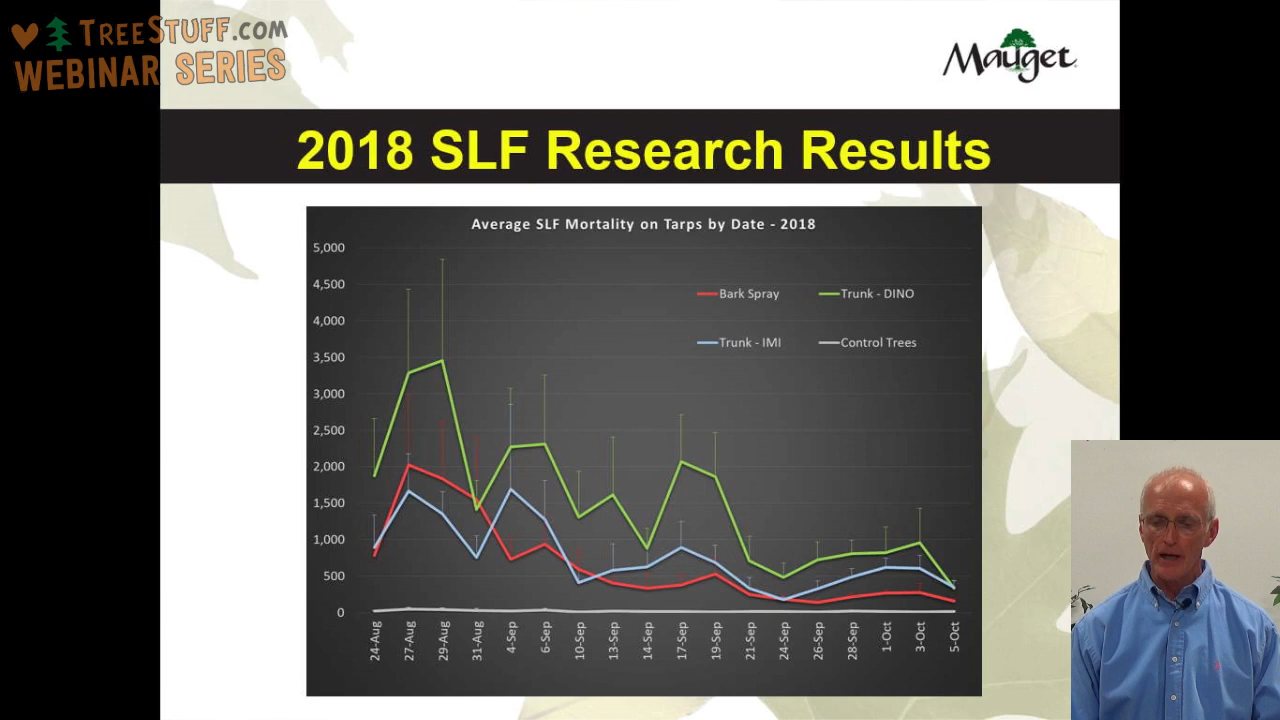 TREESTUFF.COM
WEBINAR SERIES
Mauget
2018 SLF Research Results
Average SLF Mortality on Tarps by Date - 2018
5,000
4,500
4,000
3,500
3,000
2,500
2,000
1,500
1,000
500
0
Bark Spray
Trunk - DINO
Trunk - IMI
Control Trees
24-Aug
27-Aug
29-Aug
31-Aug
4-Sep
6-Sep
10-Sep
13-Sep
14-Sep
17-Sep
19-Sep
21-Sep
24-Sep
26-Sep
28-Sep
1-Oct
3-Oct
5-Oct